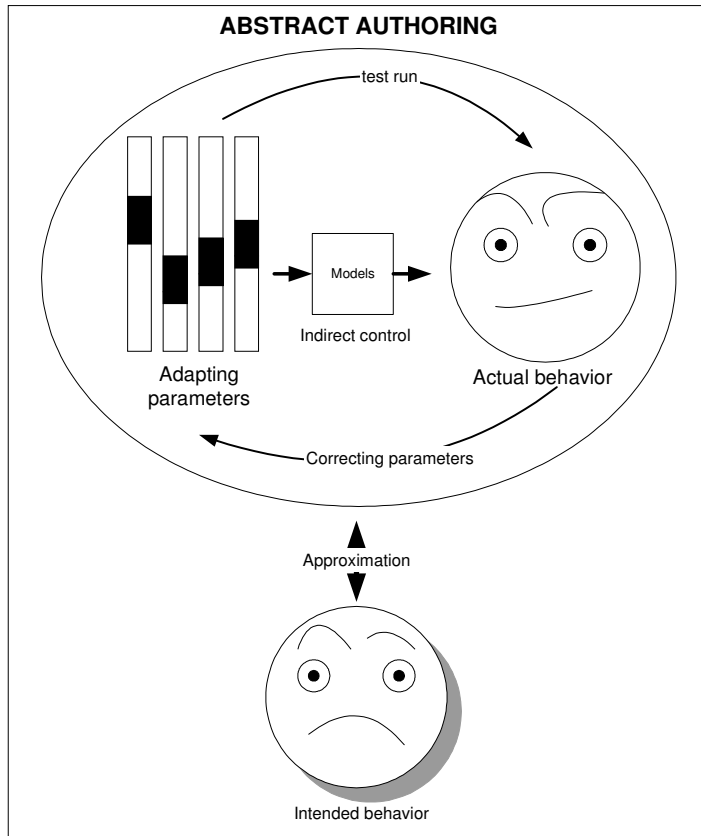 ABSTRACT AUTHORING
test run
Models
Indirect control
Adapting
parameters
Actual behavior
Correcting parameters
Approximation
Intended behavior